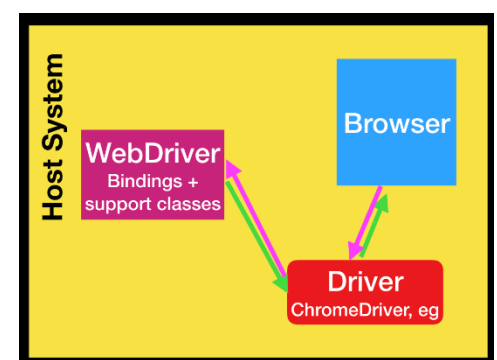 Host System
WebDriver
Bindings +
support classes
Browser
Driver
ChromeDriver, eg